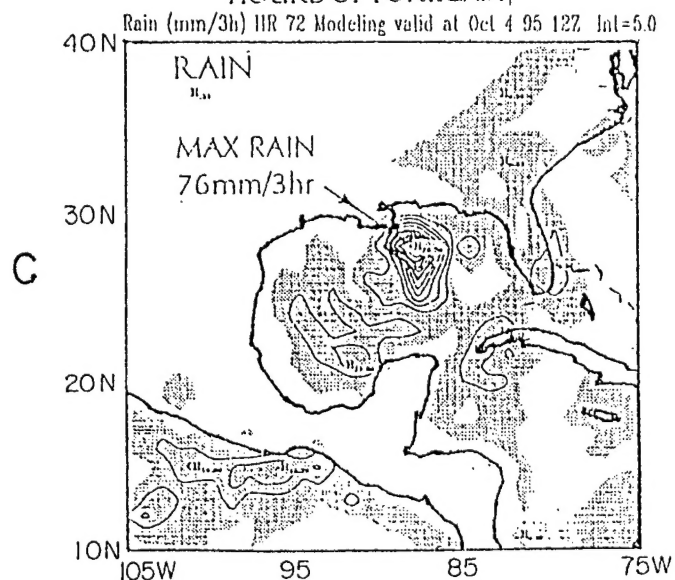 Rain (mm/3h) HR 72 Modeling valid at Oct 4 95 12Z Int=5.0
40N
RAIN
MAX RAIN
76mm/3hr
30N
C
20N
10N
105W 95 85 75W